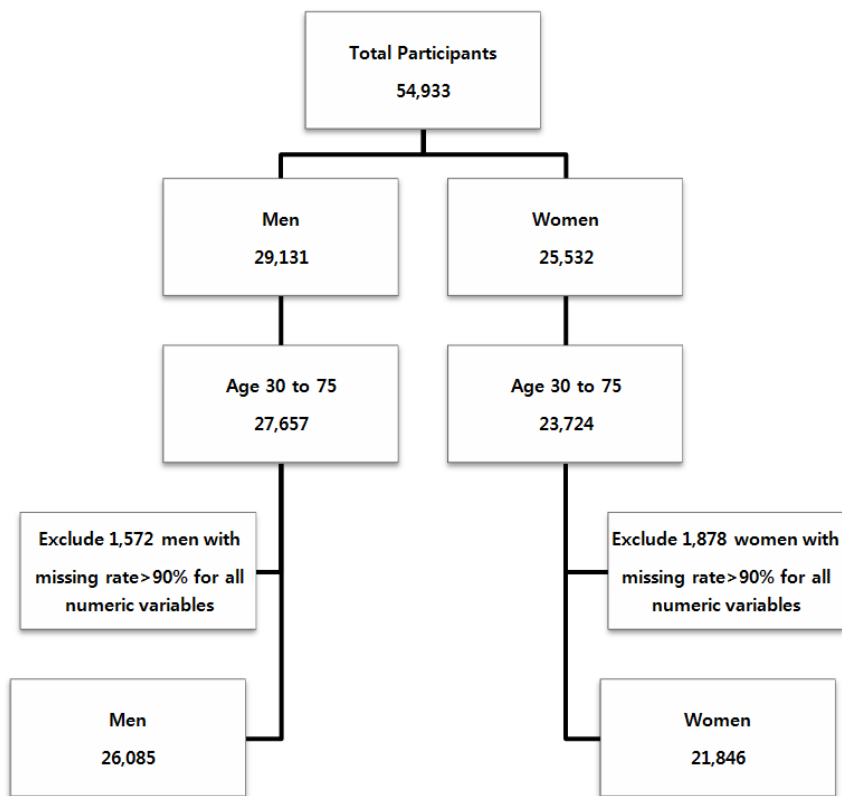 Total Participants
54,933
Men
29,131
Women
25,532
Age 30 to 75
27,657
Age 30 to 75
23,724
Exclude 1,572 men with
missing rate>90% for all
numeric variables
Exclude 1,878 women with
missing rate>90% for all
numeric variables
Men
26,085
Women
21,846